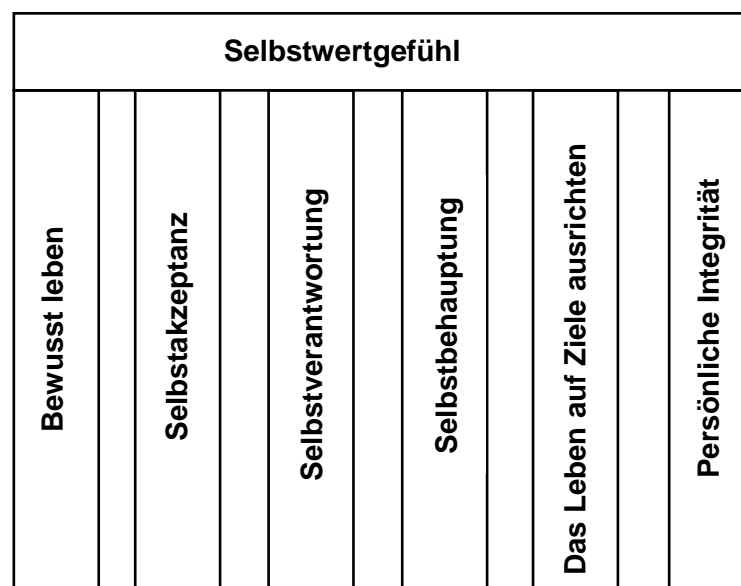 Selbstwertgefühl
Bewusst leben
Selbstakzeptanz
Selbstverantwortung
Selbstbehauptung
Das Leben auf Ziele ausrichten
Persönliche Integrität